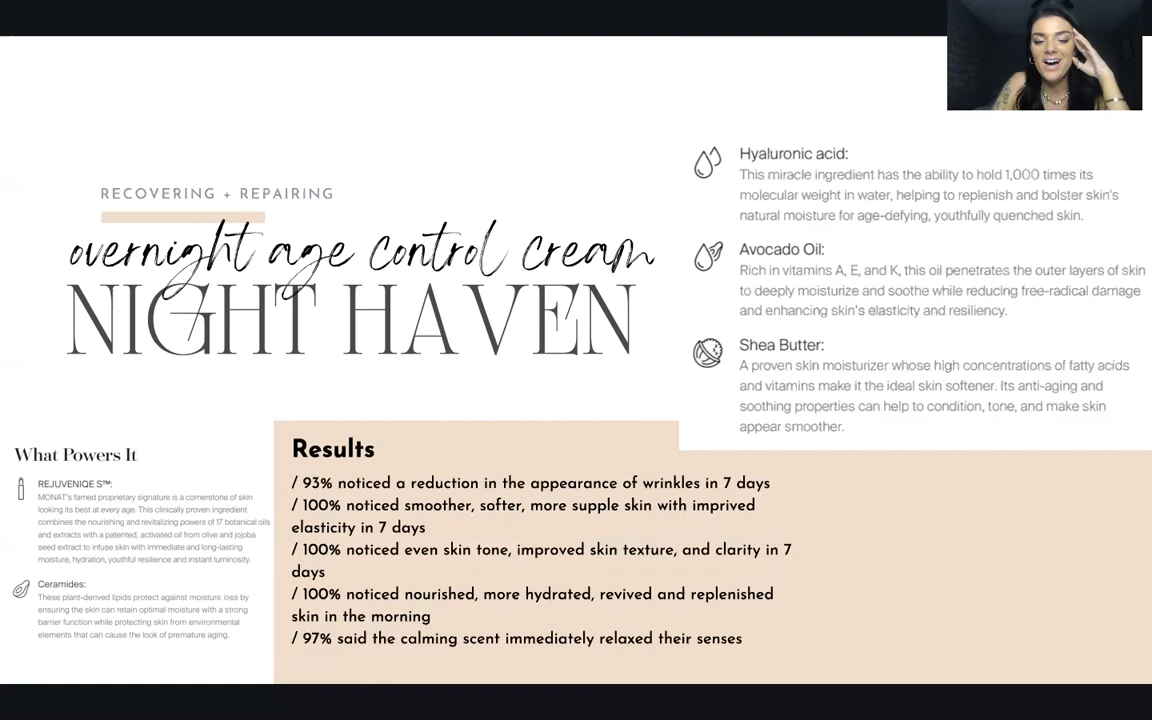 RECOVERING + REPAIRING
overnight age control cream
NIGHT HAVEN
Hyaluronic acid:
This miracle ingredient has the ability to hold 1,000 times its
molecular weight in water, helping to replenish and bolster skin's
natural moisture for age-defying, youthfully quenched skin.
Avocado Oil:
Rich in vitamins A, E, and K, this oil penetrates the outer layers of skin
to deeply moisturize and soothe while reducing free-radical damage
and enhancing skin's elasticity and resiliency.
Shea Butter:
A proven skin moisturizer whose high concentrations of fatty acids
and vitamins make it the ideal skin softener. Its anti-aging and
soothing properties can help to condition, tone, and make skin
appear smoother.
What Powers It
REJUVENIQE S™:
MONAT's famed proprietary signature is a cornerstone of skin
looking its best at every age. This clinically proven ingredient
combines the nourishing and revitalizing powers of 17 botanical oils
and extracts with a patented, activated oil from olive and jojoba
seed extract to infuse skin with immediate and long-lasting
moisture, hydration, youthful resilience and instant luminosity.
Ceramides:
These plant-derived lipids protect against moisture loss by
ensuring the skin can retain optimal moisture with a strong
barrier function while protecting skin from environmental
elements that can cause the look of premature aging.
Results
/ 93% noticed a reduction in the appearance of wrinkles in 7 days
/ 100% noticed smoother, softer, more supple skin with imprived
elasticity in 7 days
/ 100% noticed even skin tone, improved skin texture, and clarity in 7
days
/ 100% noticed nourished, more hydrated, revived and replenished
skin in the morning
/ 97% said the calming scent immediately relaxed their senses